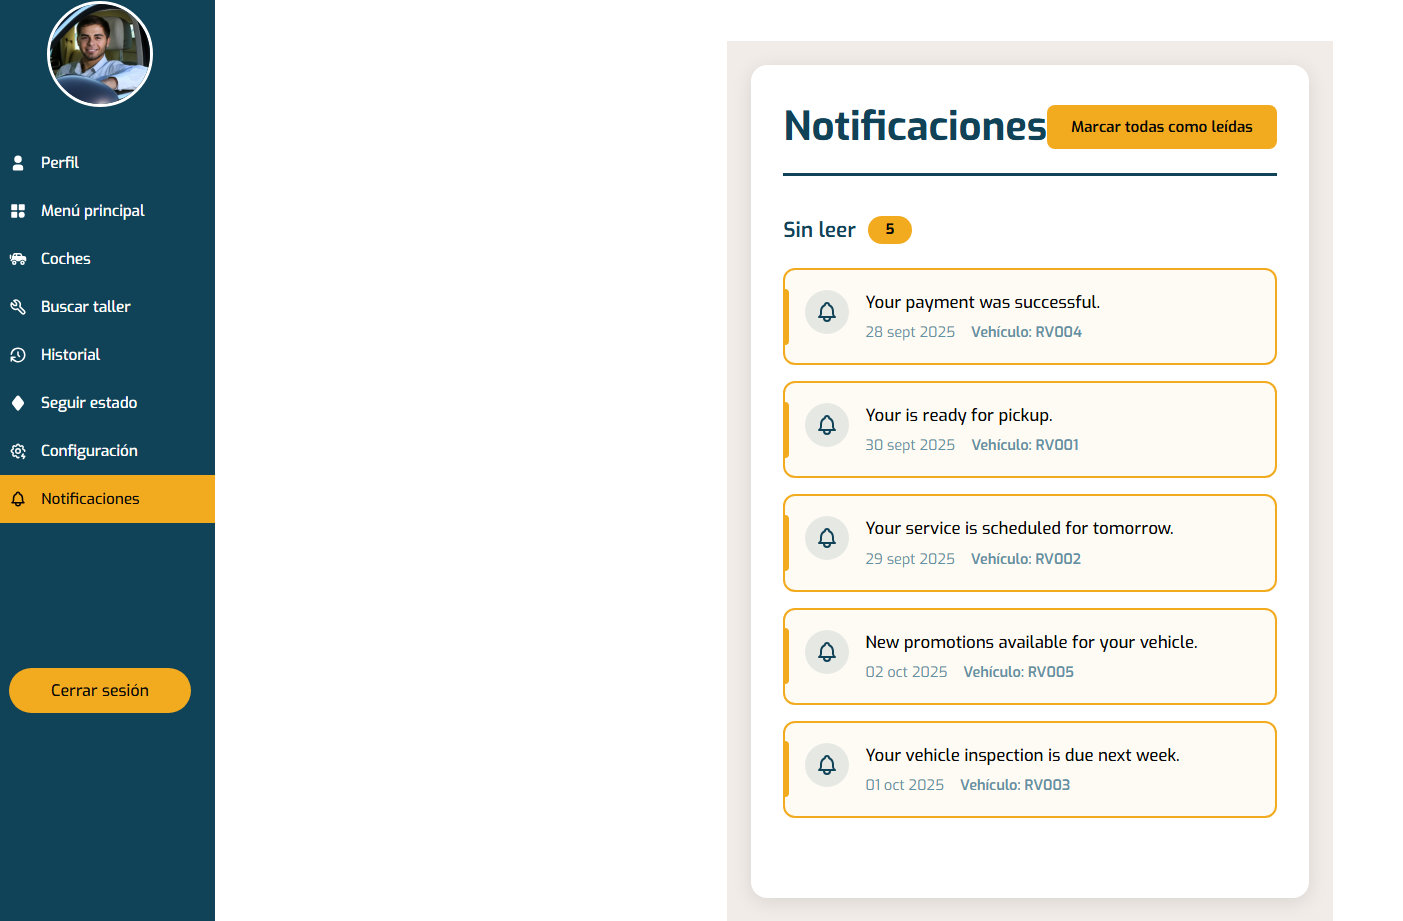 Perfil
Menú principal
Coches
Buscar taller
Historial
Seguir estado
Configuración
Notificaciones
Cerrar sesión
Notificaciones
Marcar todas como leídas
Sin leer 5
Your payment was successful.
28 sept 2025 Vehículo: RV004
Your is ready for pickup.
30 sept 2025 Vehículo: RV001
Your service is scheduled for tomorrow.
29 sept 2025 Vehículo: RV002
New promotions available for your vehicle.
02 oct 2025 Vehículo: RV005
Your vehicle inspection is due next week.
01 oct 2025 Vehículo: RV003